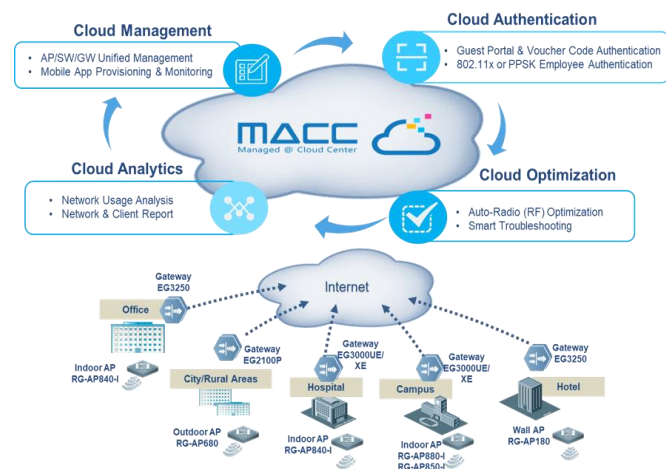 Cloud Management
• AP/SW/GW Unified Management
• Mobile App Provisioning & Monitoring
Cloud Authentication
• Guest Portal & Voucher Code Authentication
• 802.11x or PPSK Employee Authentication
MACC
Managed @ Cloud Center
Cloud Analytics
• Network Usage Analysis
• Network & Client Report
Cloud Optimization
• Auto-Radio (RF) Optimization
• Smart Troubleshooting
Internet
Gateway
EG3250
Office
Indoor AP
RG-AP840-I
Gateway
EG2100P
City/Rural Areas
Outdoor AP
RG-AP680
Gateway
EG3000UE/
XE
Hospital
Indoor AP
RG-AP840-I
Gateway
EG3000UE/
XE
Campus
Indoor AP
RG-AP880-I
RG-AP850-I
Gateway
EG3250
Hotel
Wall AP
RG-AP180